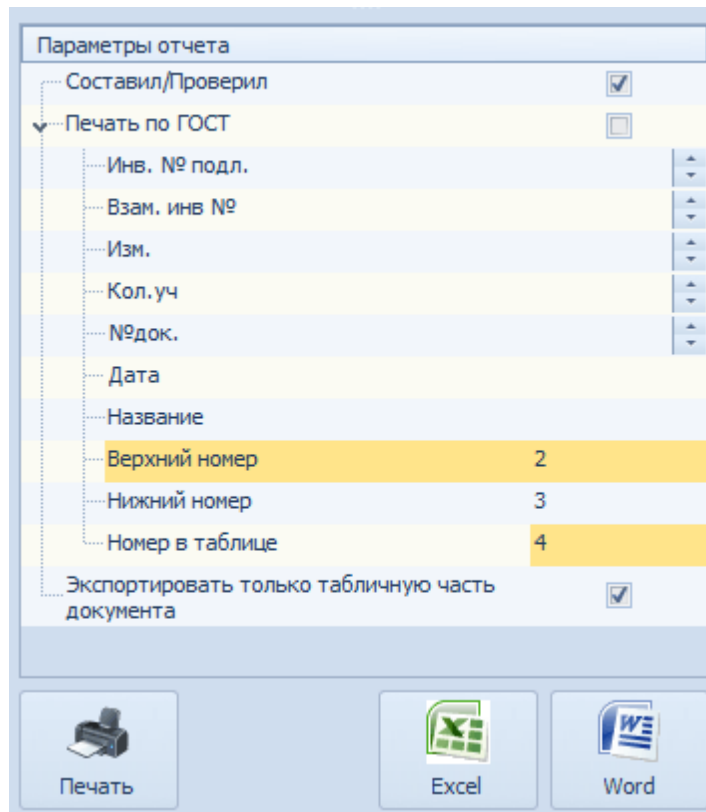 Параметры отчета
Составил/Проверил
Печать по ГОСТ
Инв. № подл.
Взам. инв №
Изм.
Кол.уч
№док.
Дата
Название
Верхний номер 2
Нижний номер 3
Номер в таблице 4
Экспортировать только табличную часть
документа
Печать Excel Word